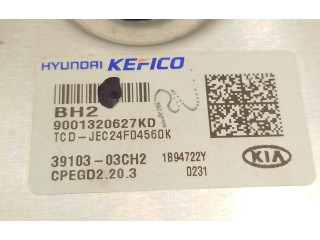 HYUNDAI KEFICO
BH2
9001320627KD
TCD-JEC24F04560K
39103-03CH2 1B94722Y
CPEGD2.20.3 0231
KIA